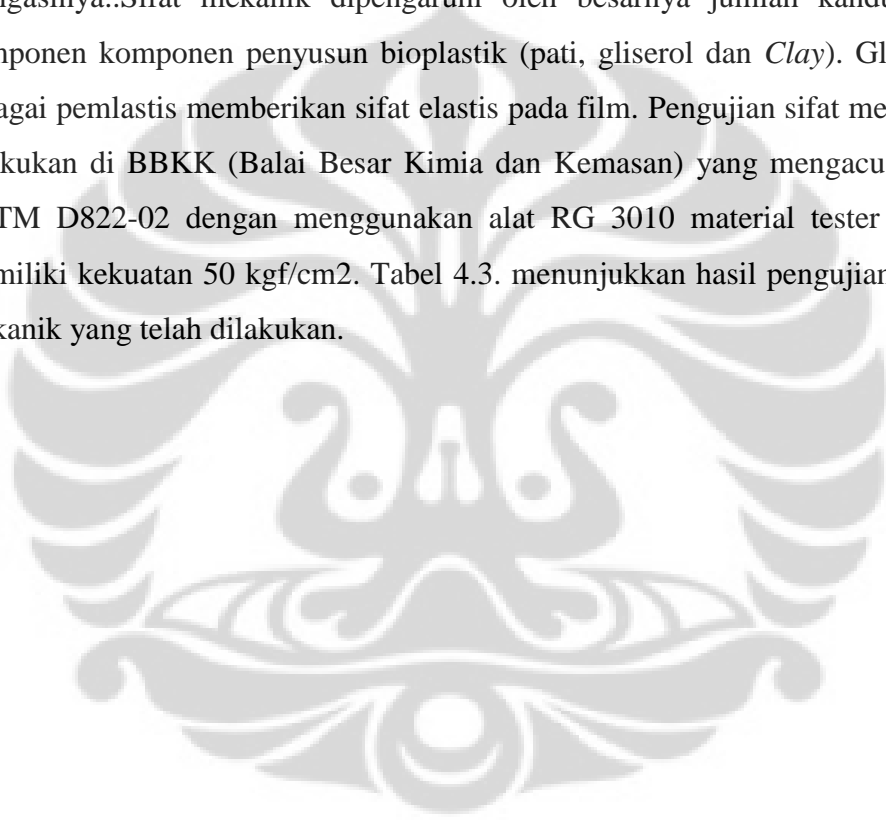 ngasinya..Sifat mekanik dipengaruhi oleh besarnya jumlah kandu
nponen komponen penyusun bioplastik (pati, gliserol dan Clay). Gl
agai pemlastis memberikan sifat elastis pada film. Pengujian sifat me
kukan di BBKK (Balai Besar Kimia dan Kemasan) yang mengacu
TM D822-02 dengan menggunakan alat RG 3010 material tester
miliki kekuatan 50 kgf/cm2. Tabel 4.3. menunjukkan hasil pengujian
kanik yang telah dilakukan.